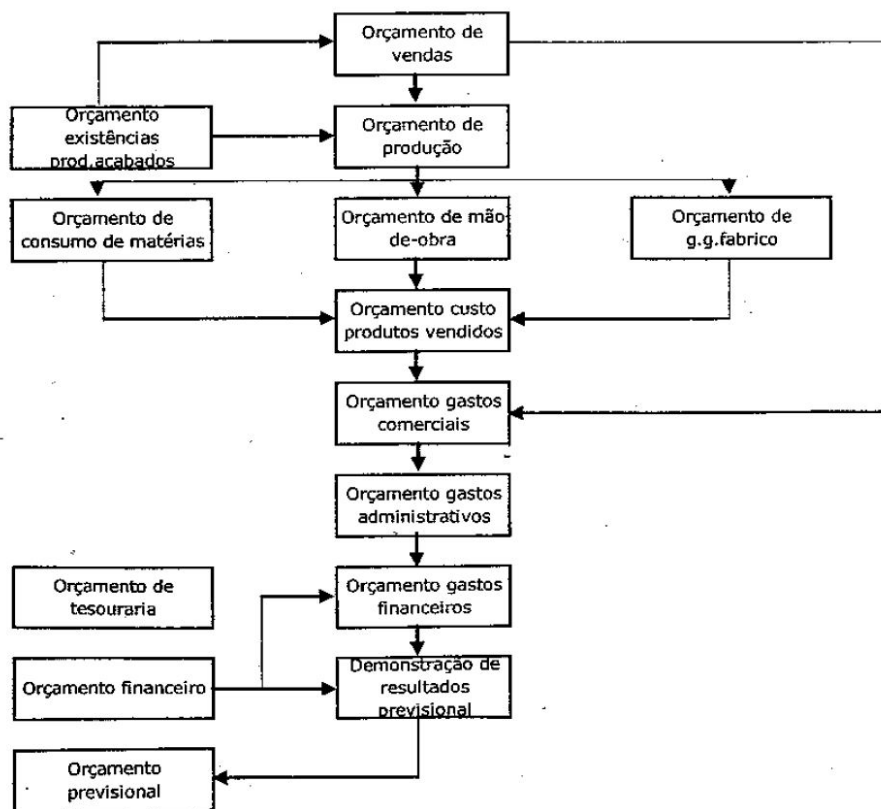 Orçamento de
vendas
Orçamento
existências
prod.acabados
Orçamento de
produção
Orçamento de
consumo de matérias
Orçamento de mão
de-obra
Orçamento de
g.g.fabrico
Orçamento custo
produtos vendidos
Orçamento gastos
comerciais
Orçamento gastos
administrativos
Orçamento de
tesouraria
Orçamento gastos
financeiros
Orçamento financeiro
Demonstração de
resultados
previsional
Orçamento
previsional